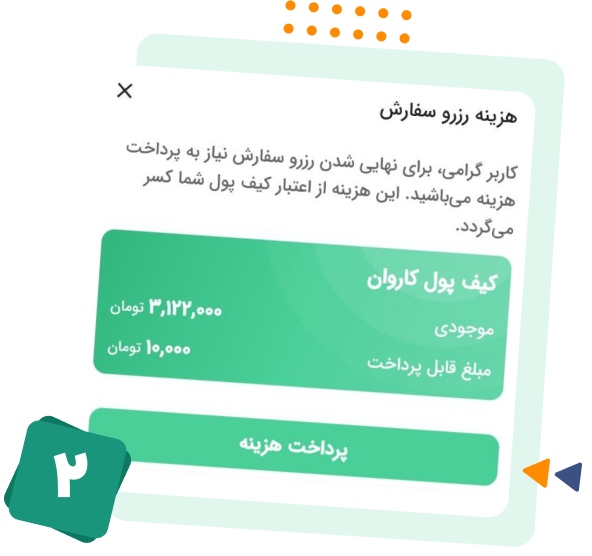 هزینه رزرو سفارش
کاربر گرامی، برای نهایی شدن رزرو سفارش نیاز به پرداخت
هزینه می‌باشید. این هزینه از اعتبار کیف پول شما کسر
می‌گردد.
کیف پول کاروان
موجودی ۳,۱۲۲,۰۰۰ تومان
مبلغ قابل پرداخت ۱۰,۰۰۰ تومان
پرداخت هزینه
۲